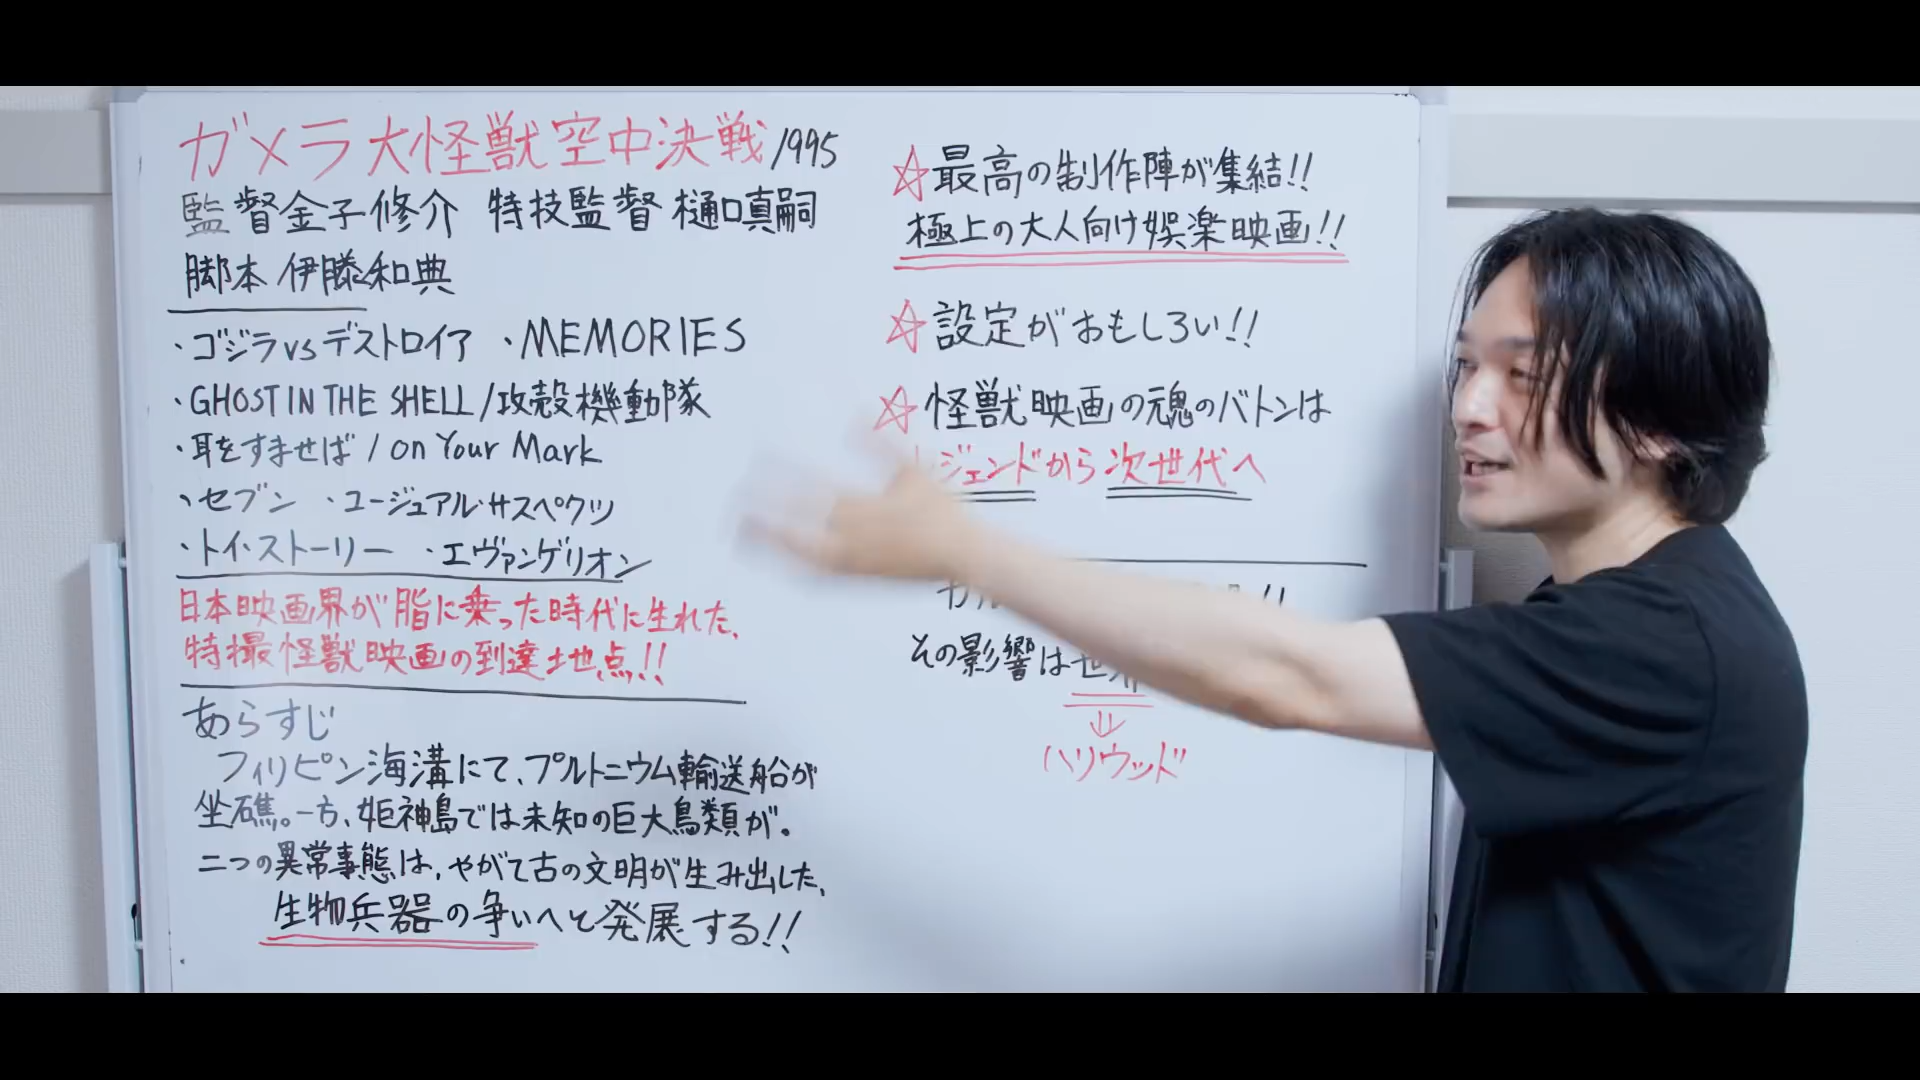 ガメラ大怪獣空中決戦/1995
監督金子修介 特技監督 樋口真嗣
脚本 伊藤和典
・ゴジラvsデストロイア ・MEMORIES
・GHOST IN THE SHELL/攻殻機動隊
・耳をすませば / on Your Mark
・セブン ・ユージュアル・サスペクツ
・トイ・ストーリー ・エヴァンゲリオン
日本映画界が脂に乗った時代に生れた、
特撮怪獣映画の到達地点!!
あらすじ
フィリピン海溝にて、プルトニウム輸送船が
坐礁。一方、姫神島では未知の巨大鳥類が。
二つの異常事態は、やがて古の文明が生み出した、
生物兵器の争いへと発展する!!
☆最高の制作陣が集結!!
極上の大人向け娯楽映画!!
☆設定がおもしろい!!
☆怪獣映画の魂のバトンは
ジェンドから次世代へ
!!
その影響は世界
⇓
ハリウッド